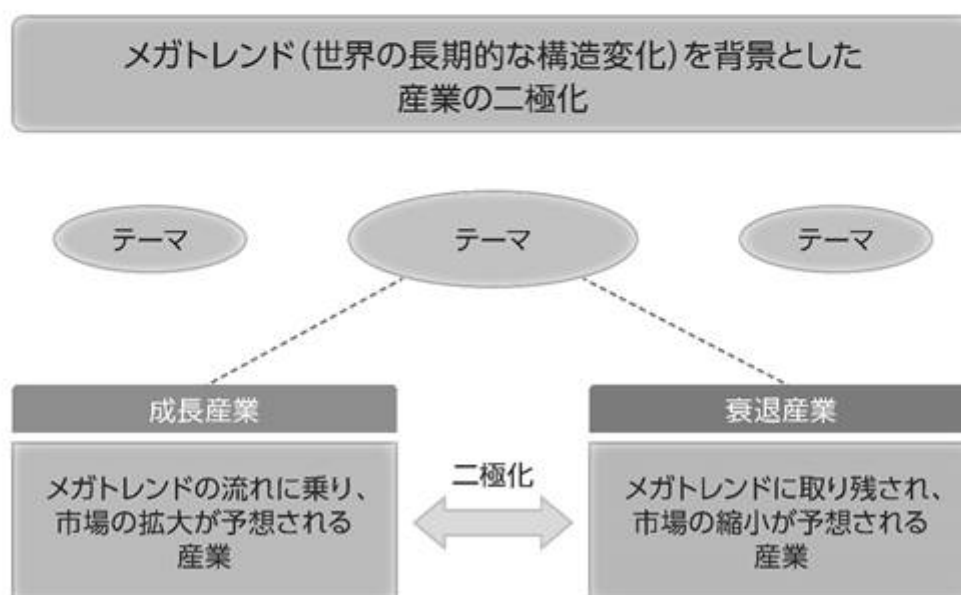 メガトレンド(世界の長期的な構造変化)を背景とした
産業の二極化
テーマ
テーマ
テーマ
成長産業
衰退産業
メガトレンドの流れに乗り、
市場の拡大が予想される
産業
二極化
メガトレンドに取り残され、
市場の縮小が予想される
産業